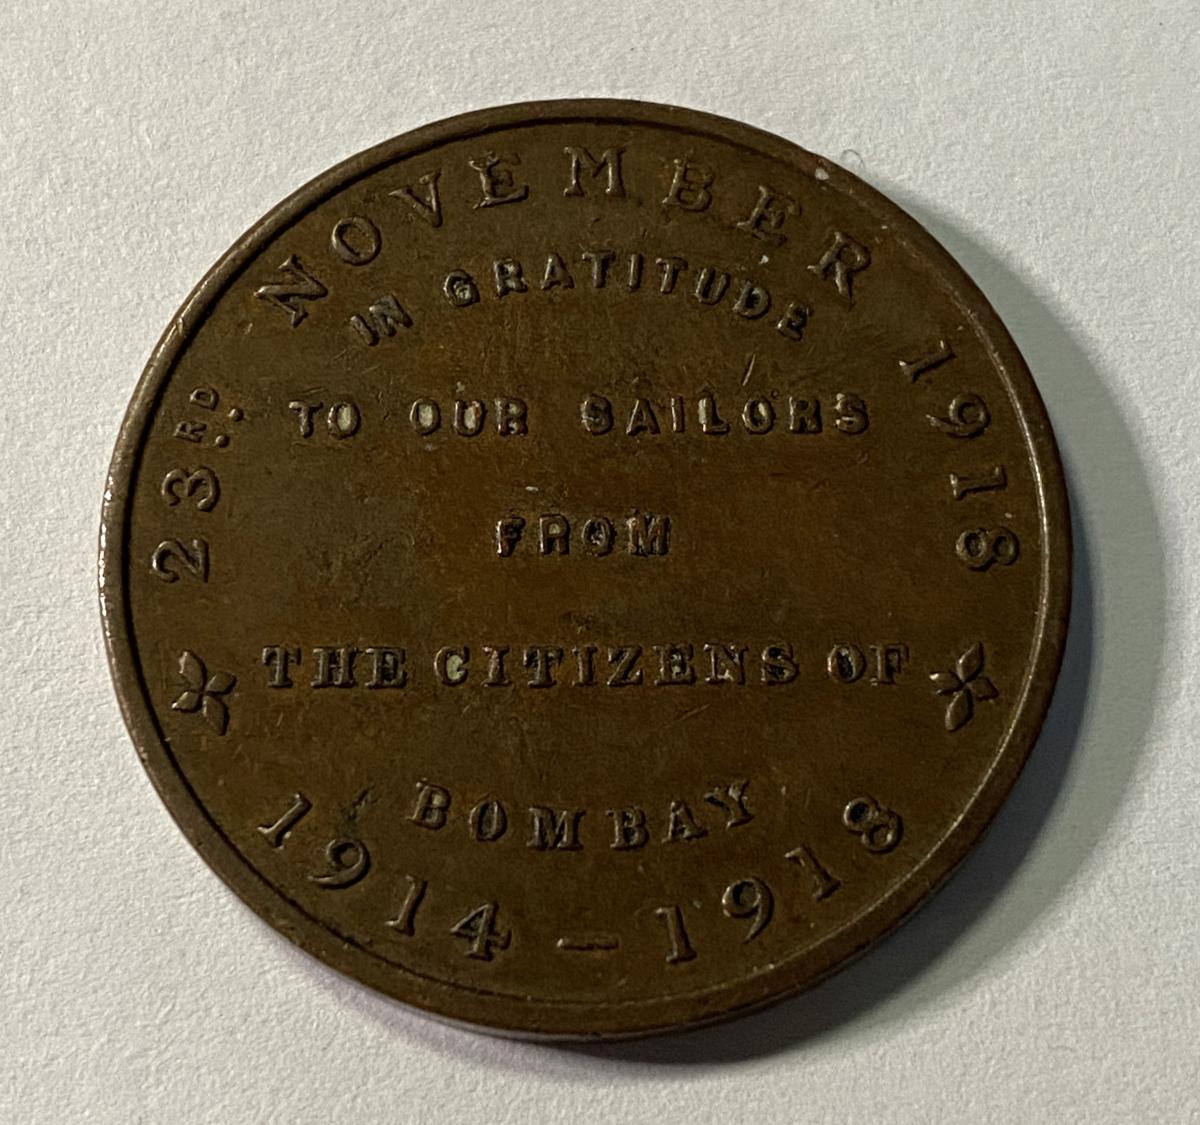 23RD NOVEMBER 1918
IN GRATITUDE
TO OUR SAILORS
FROM
THE CITIZENS OF
BOMBAY
1914 – 1918